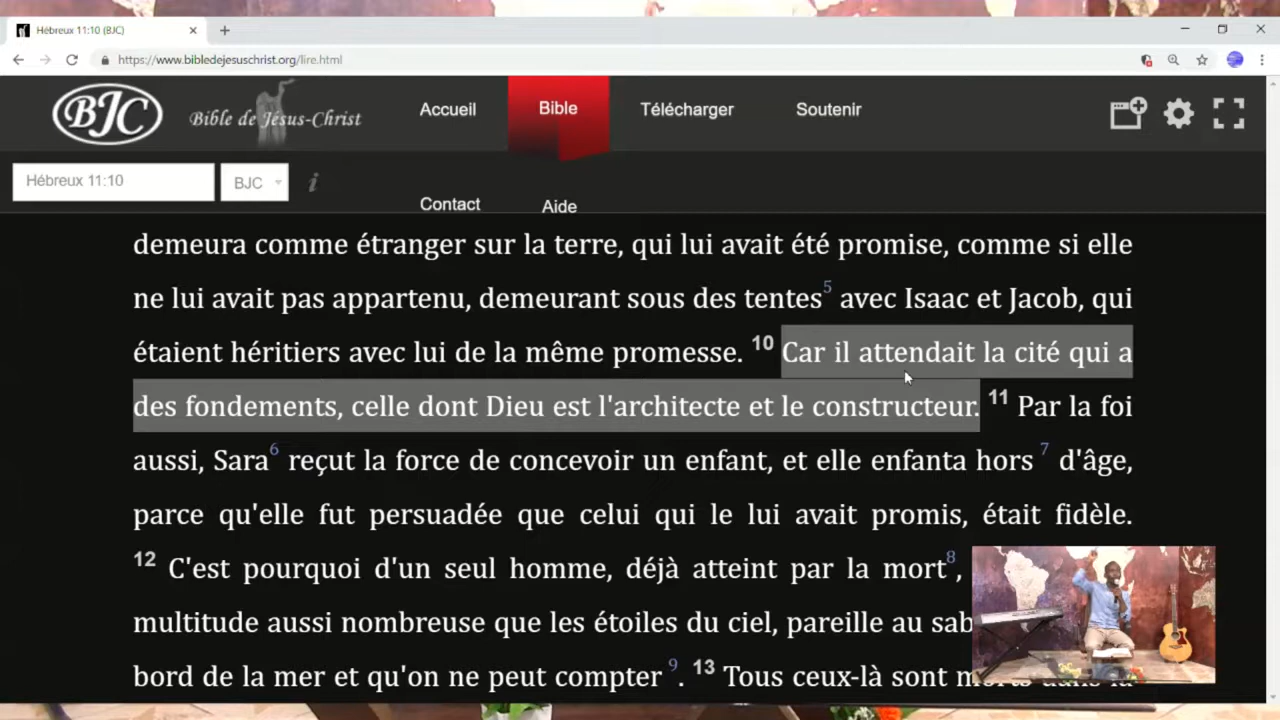 Hébreux 11:10 (BJC)
https://www.bibledejesuschrist.org/lire.html
BJC
Bible de Jésus-Christ
Accueil
Bible
Télécharger
Soutenir
Hébreux 11:10
BJC
i
Contact
Aide
demeura comme étranger sur la terre, qui lui avait été promise, comme si elle
ne lui avait pas appartenu, demeurant sous des tentes5 avec Isaac et Jacob, qui
étaient héritiers avec lui de la même promesse. 10 Car il attendait la cité qui a
des fondements, celle dont Dieu est l'architecte et le constructeur. 11 Par la foi
aussi, Sara6 reçut la force de concevoir un enfant, et elle enfanta hors 7 d'âge,
parce qu'elle fut persuadée que celui qui le lui avait promis, était fidèle.
12 C'est pourquoi d'un seul homme, déjà atteint par la mort8,
multitude aussi nombreuse que les étoiles du ciel, pareille au
bord de la mer et qu'on ne peut compter 9. 13 Tous ceux-là sont